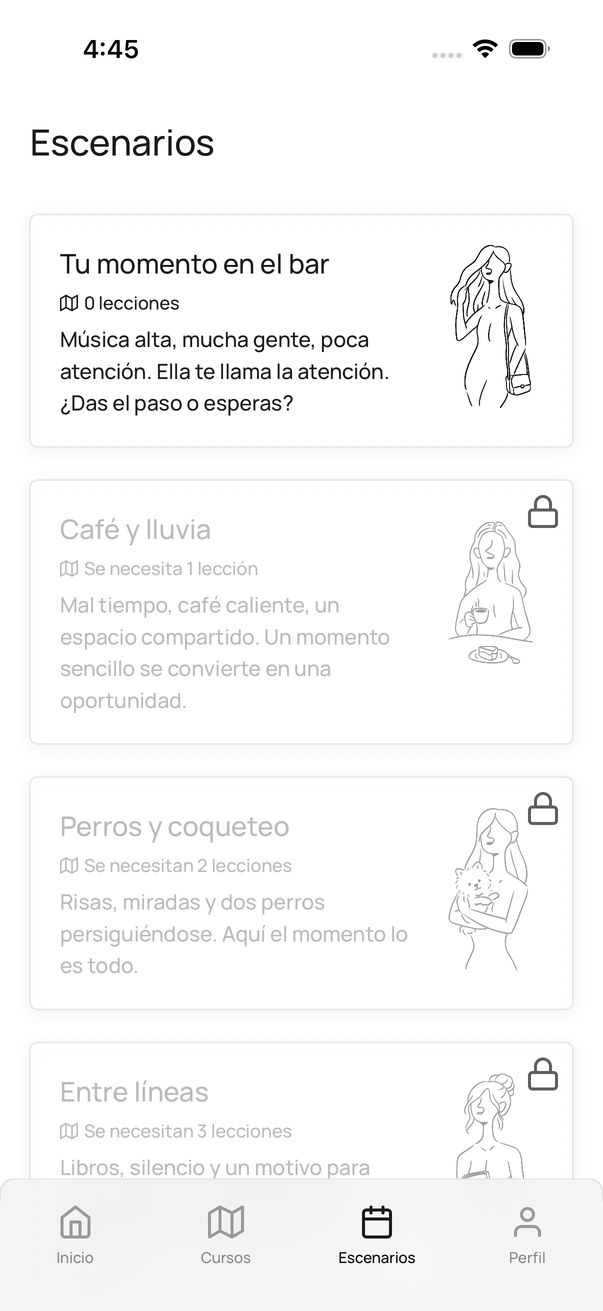 4:45
Escenarios
Tu momento en el bar
0 lecciones
Música alta, mucha gente, poca
atención. Ella te llama la atención.
¿Das el paso o esperas?
Café y lluvia
Se necesita 1 lección
Mal tiempo, café caliente, un
espacio compartido. Un momento
sencillo se convierte en una
oportunidad.
Perros y coqueteo
Se necesitan 2 lecciones
Risas, miradas y dos perros
persiguiéndose. Aquí el momento lo
es todo.
Entre líneas
Se necesitan 3 lecciones
Libros, silencio y un motivo para
Inicio
Cursos
Escenarios
Perfil